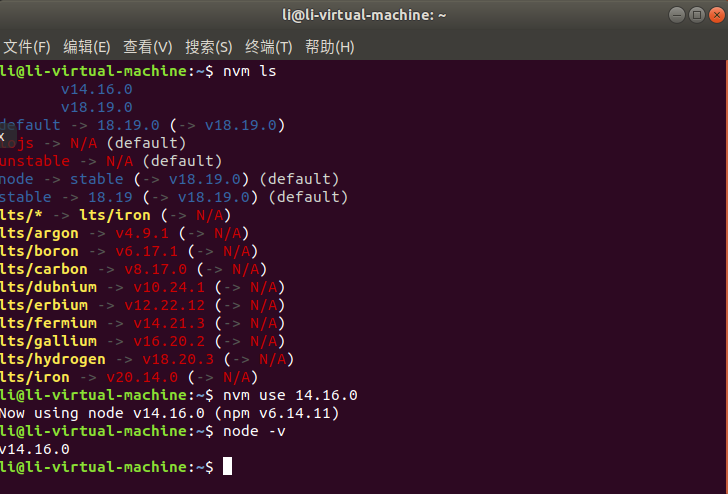 li@li-virtual-machine: ~
文件(F) 编辑(E) 查看(V) 搜索(S) 终端(T) 帮助(H)
li@li-virtual-machine:~$ nvm ls
v14.16.0
v18.19.0
default -> 18.19.0 (-> v18.19.0)
iojs -> N/A (default)
unstable -> N/A (default)
node -> stable (-> v18.19.0) (default)
stable -> 18.19 (-> v18.19.0) (default)
lts/* -> lts/iron (-> N/A)
lts/argon -> v4.9.1 (-> N/A)
lts/boron -> v6.17.1 (-> N/A)
lts/carbon -> v8.17.0 (-> N/A)
lts/dubnium -> v10.24.1 (-> N/A)
lts/erbium -> v12.22.12 (-> N/A)
lts/fermium -> v14.21.3 (-> N/A)
lts/gallium -> v16.20.2 (-> N/A)
lts/hydrogen -> v18.20.3 (-> N/A)
lts/iron -> v20.14.0 (-> N/A)
li@li-virtual-machine:~$ nvm use 14.16.0
Now using node v14.16.0 (npm v6.14.11)
li@li-virtual-machine:~$ node -v
v14.16.0
li@li-virtual-machine:~$